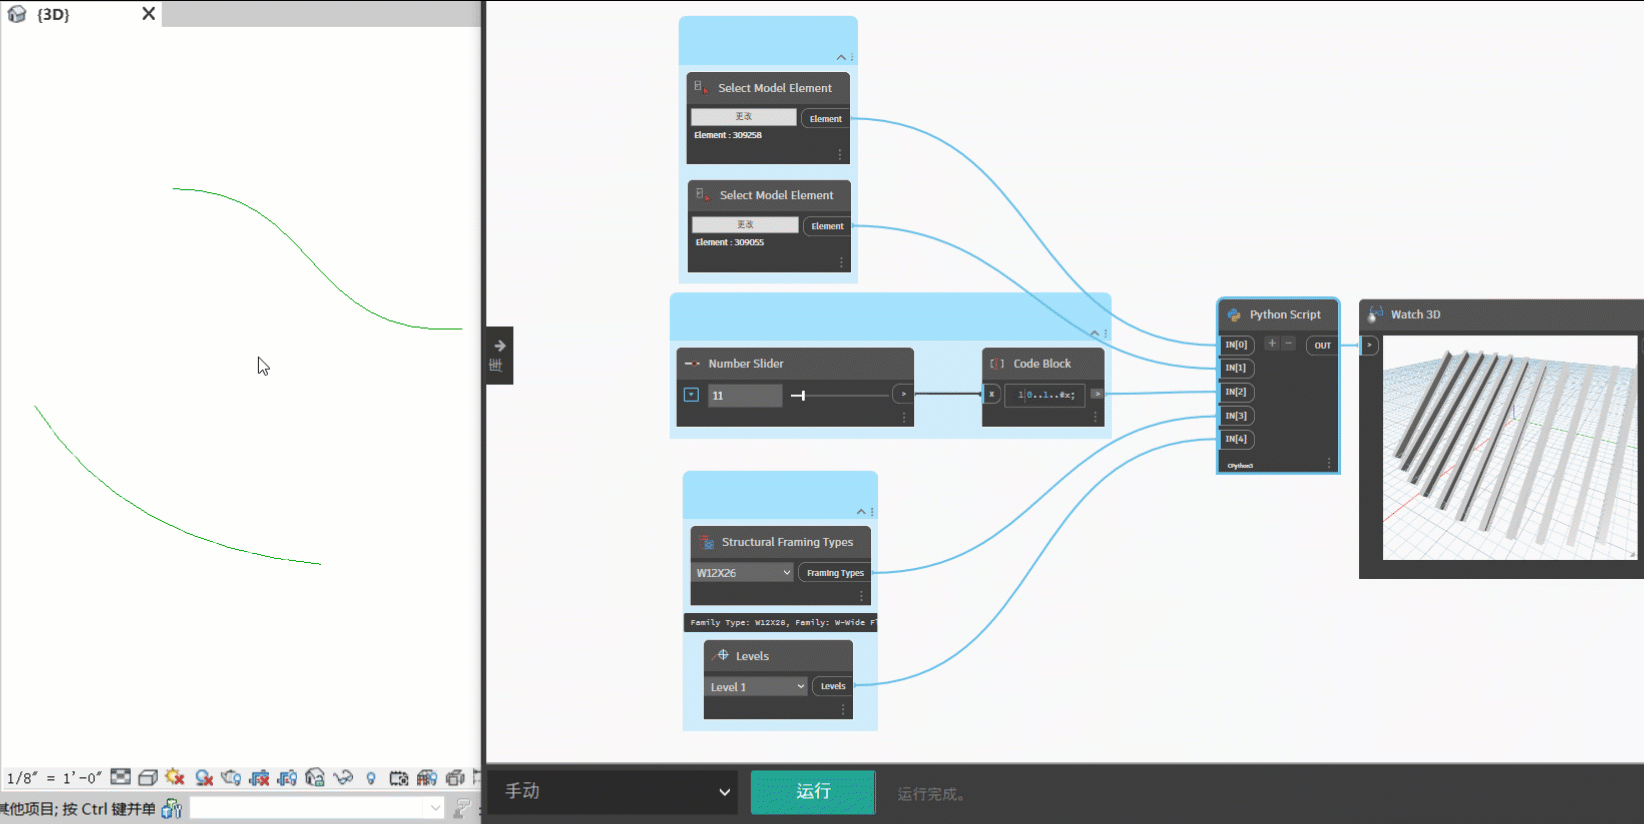 {3D}
1/8" = 1'-0"
其他项目; 按 Ctrl 键并单
库
Select Model Element
更改
Element
Element : 309258
Select Model Element
更改
Element
Element : 309055
Number Slider
11
>
Code Block
x
1 0..1..#x;
>
Structural Framing Types
W12X26
Framing Types
Family Type: W12X26, Family: W-Wide Fl
Levels
Level 1
Levels
Python Script
IN[0]
+ −
OUT
IN[1]
IN[2]
IN[3]
IN[4]
CPython3
Watch 3D
>
手动
运行
运行完成。